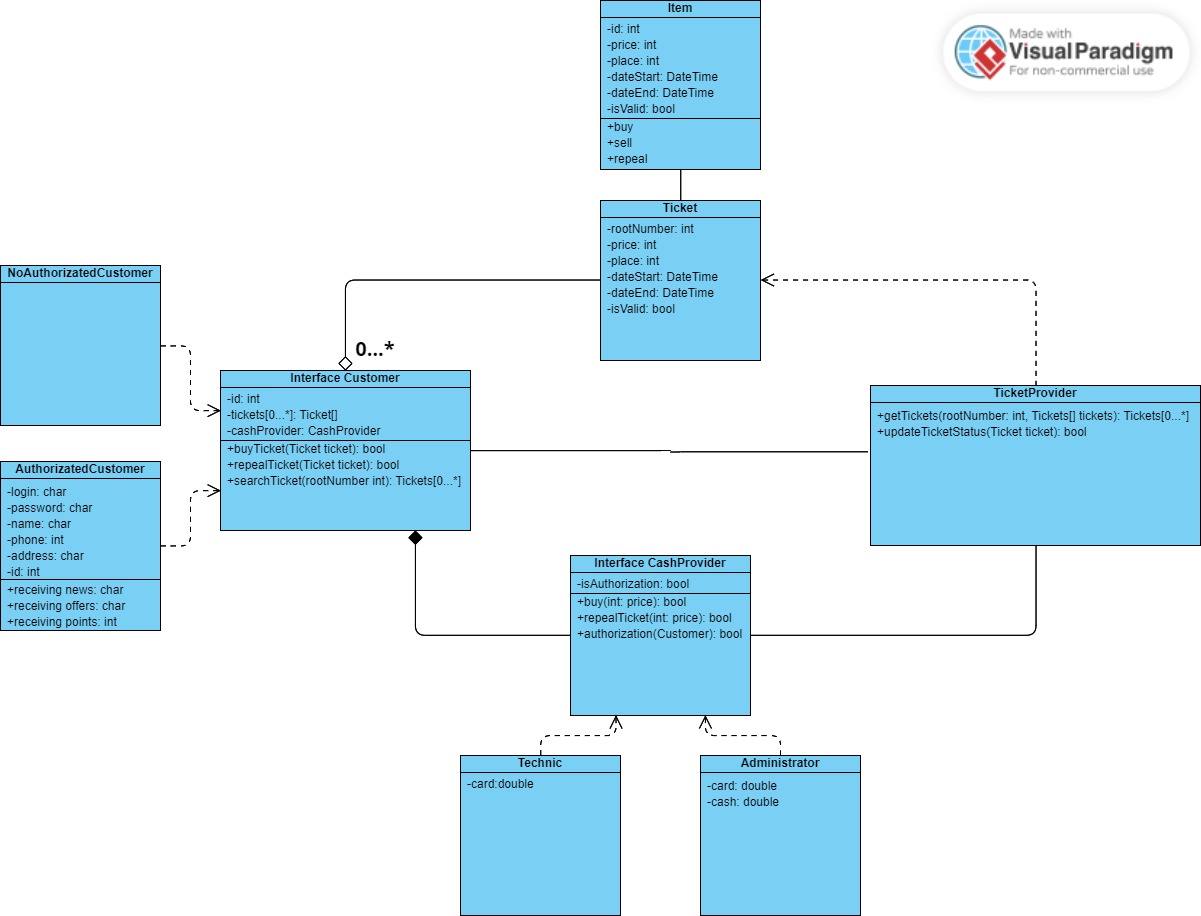 Item
-id: int
-price: int
-place: int
-dateStart: DateTime
-dateEnd: DateTime
-isValid: bool
+buy
+sell
+repeal
Made with
Visual Paradigm
For non-commercial use
Ticket
-rootNumber: int
-price: int
-place: int
-dateStart: DateTime
-dateEnd: DateTime
-isValid: bool
NoAuthorizatedCustomer
0...*
Interface Customer
-id: int
-tickets[0...*]: Ticket[]
-cashProvider: CashProvider
+buyTicket(Ticket ticket): bool
+repealTicket(Ticket ticket): bool
+searchTicket(rootNumber int): Tickets[0...*]
TicketProvider
+getTickets(rootNumber: int, Tickets[] tickets): Tickets[0...*]
+updateTicketStatus(Ticket ticket): bool
AuthorizatedCustomer
-login: char
-password: char
-name: char
-phone: int
-address: char
-id: int
+receiving news: char
+receiving offers: char
+receiving points: int
Interface CashProvider
-isAuthorization: bool
+buy(int: price): bool
+repealTicket(int: price): bool
+authorization(Customer): bool
Technic
-card:double
Administrator
-card: double
-cash: double